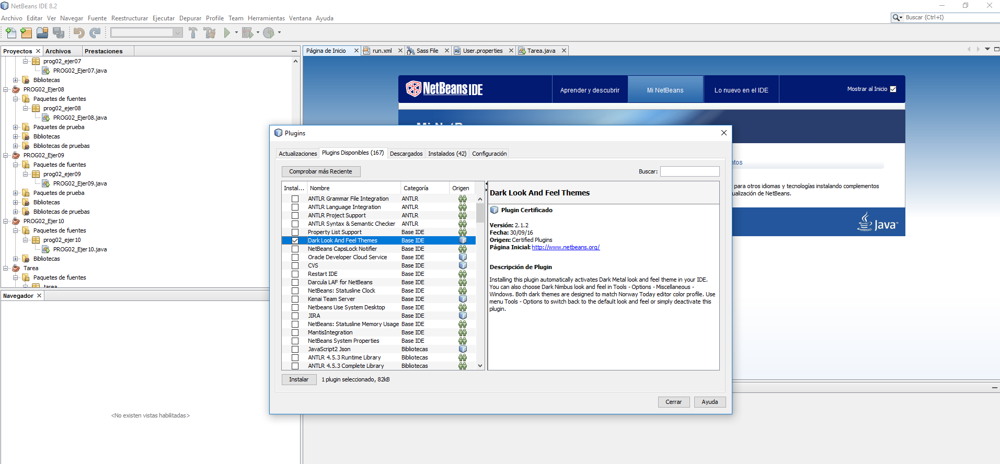 NetBeans IDE 8.2
Archivo Editar Ver Navegar Fuente Reestructurar Ejecutar Depurar Profile Team Herramientas Ventana Ayuda
Buscar (Ctrl+I)
Proyectos Archivos Prestaciones
prog02_ejer07
PROG02_Ejer07.java
Bibliotecas
PROG02_Ejer08
Paquetes de fuentes
prog02_ejer08
PROG02_Ejer08.java
Paquetes de prueba
Bibliotecas
Bibliotecas de pruebas
PROG02_Ejer09
Paquetes de fuentes
prog02_ejer09
PROG02_Ejer09.java
Paquetes de prueba
Bibliotecas
Bibliotecas de pruebas
PROG02_Ejer10
Paquetes de fuentes
prog02_ejer10
PROG02_Ejer10.java
Bibliotecas
Tarea
Paquetes de fuentes
tarea
Navegador
<No existen vistas habilitadas>
Página de Inicio run.xml Sass File User.properties Tarea.java
NetBeans IDE
Aprender y descubrir Mi NetBeans Lo nuevo en el IDE Mostrar al Inicio
ntos
para otros idiomas y tecnologías instalando complementos
ualización de NetBeans.
Java™
Plugins
Actualizaciones Plugins Disponibles (167) Descargados Instalados (42) Configuración
Comprobar más Reciente Buscar:
Instal... Nombre Categoría Origen
ANTLR Grammar File Integration ANTLR
ANTLR Language Integration ANTLR
ANTLR Project Support ANTLR
ANTLR Syntax & Semantic Checker ANTLR
Property List Support Base IDE
Dark Look And Feel Themes Base IDE
NetBeans CapsLock Notifier Base IDE
Oracle Developer Cloud Service Base IDE
CVS Base IDE
Restart IDE Base IDE
Darcula LAF for NetBeans Base IDE
NetBeans: Statusline Clock Base IDE
Kenai Team Server Base IDE
Netbeans Use System Desktop Base IDE
JIRA Base IDE
NetBeans: Statusline Memory Usage Base IDE
MantisIntegration Base IDE
NetBeans System Properties Base IDE
JavaScript2 Json Bibliotecas
ANTLR 4.5.3 Runtime Library Bibliotecas
ANTLR 4.5.3 Complete Library Bibliotecas
Dark Look And Feel Themes
Plugin Certificado
Versión: 2.1.2
Fecha: 30/09/16
Origen: Certified Plugins
Página Inicial: http://www.netbeans.org/
Descripción de Plugin
Installing this plugin automatically activates Dark Metal look and feel theme in your IDE.
You can also choose Dark Nimbus look and feel in Tools - Options - Miscellaneous -
Windows. Both dark themes are designed to match Norway Today editor color profile. Use
menu Tools - Options to switch back to the default look and feel or simply deactivate this
plugin.
Instalar 1 plugin seleccionado, 82kB
Cerrar Ayuda